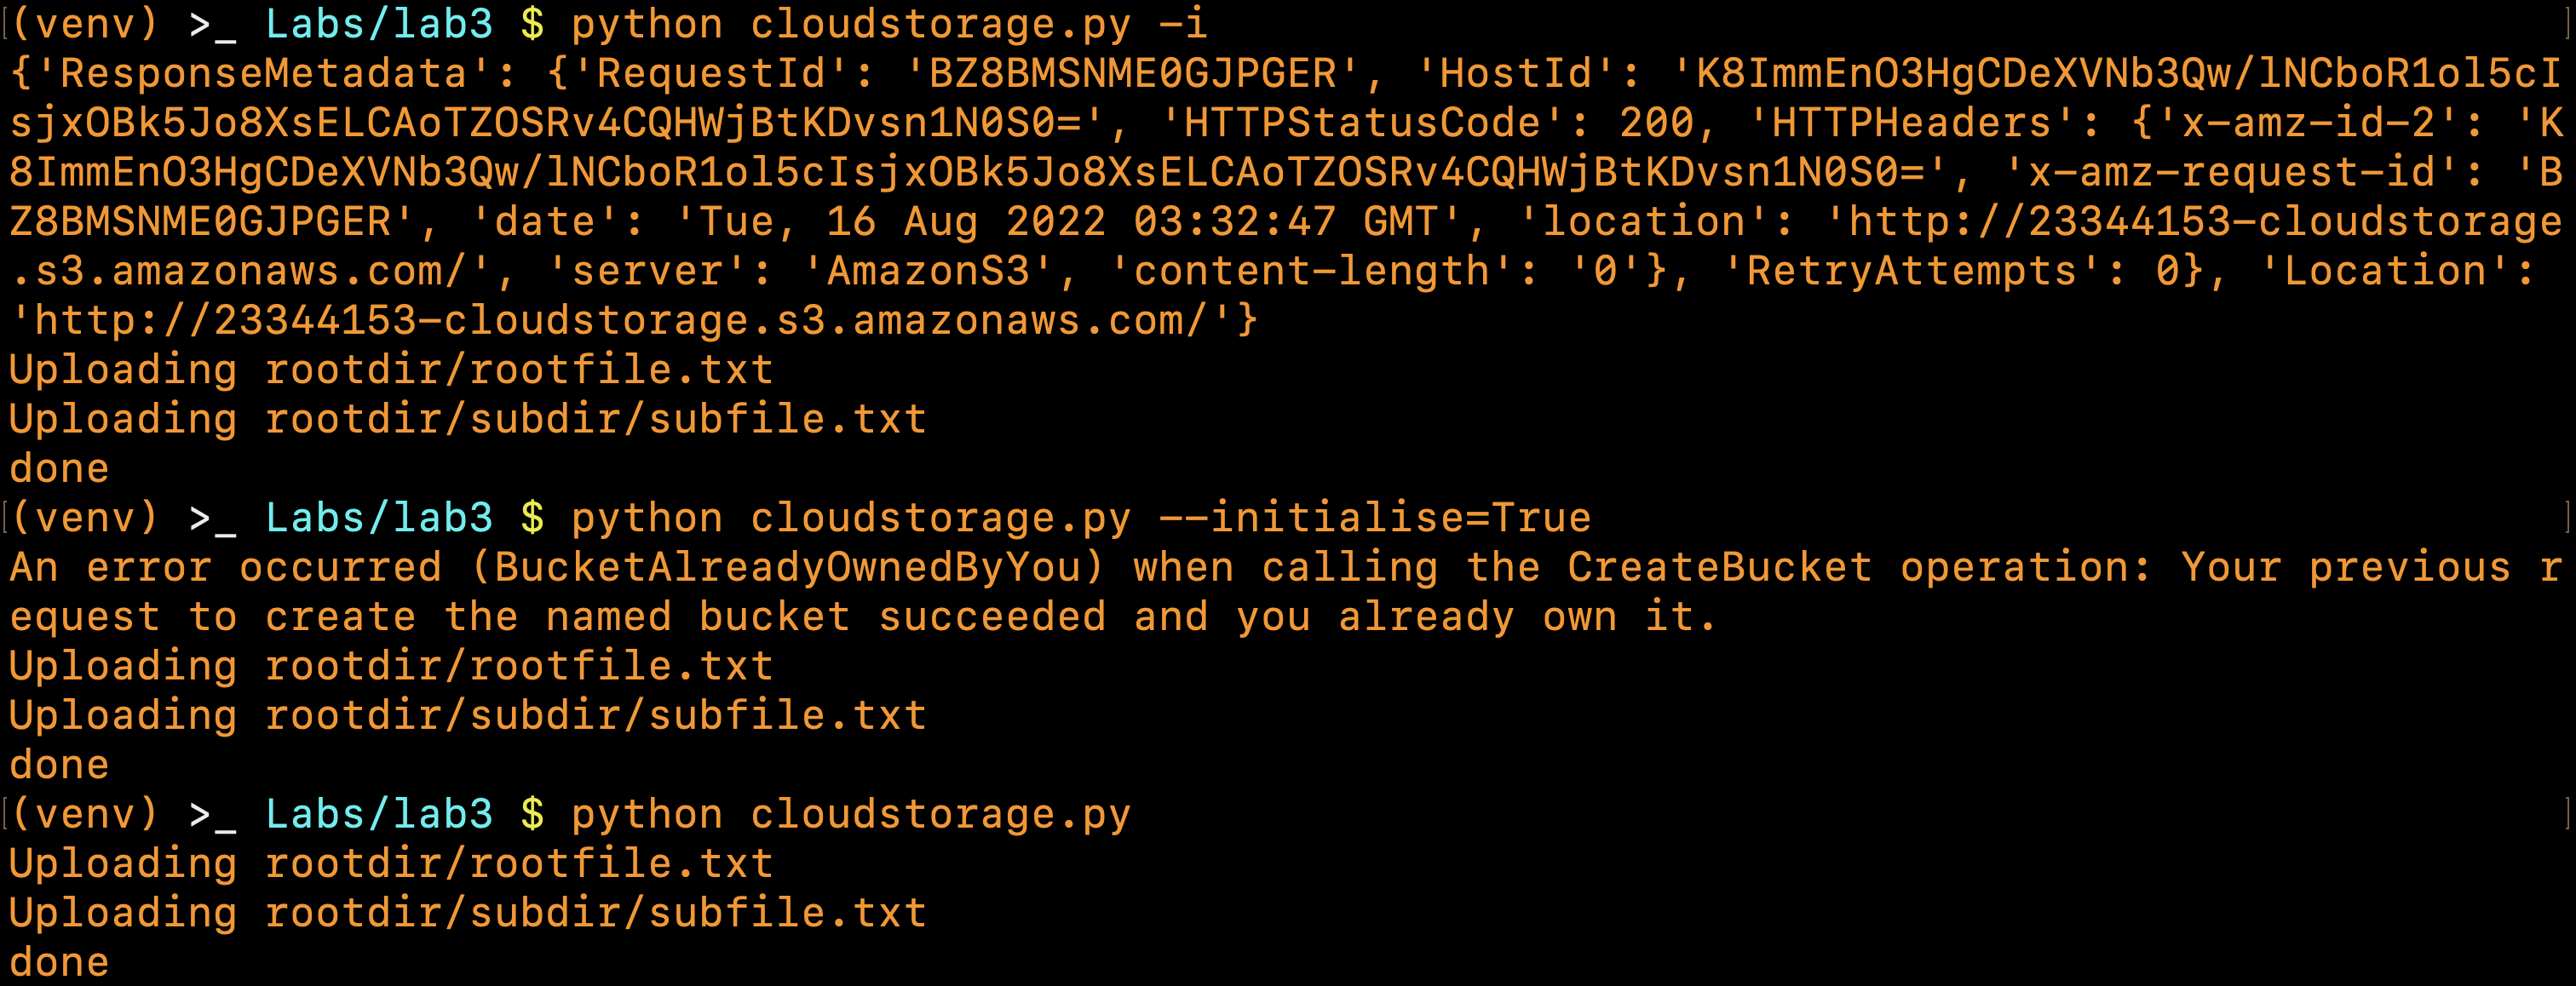 (venv) >_ Labs/lab3 $ python cloudstorage.py -i
{'ResponseMetadata': {'RequestId': 'BZ8BMSNME0GJPGER', 'HostId': 'K8ImmEnO3HgCDeXVNb3Qw/lNCboR1ol5cI
sjxOBk5Jo8XsELCAoTZOSRv4CQHWjBtKDvsn1N0S0=', 'HTTPStatusCode': 200, 'HTTPHeaders': {'x-amz-id-2': 'K
8ImmEnO3HgCDeXVNb3Qw/lNCboR1ol5cIsjxOBk5Jo8XsELCAoTZOSRv4CQHWjBtKDvsn1N0S0=', 'x-amz-request-id': 'B
Z8BMSNME0GJPGER', 'date': 'Tue, 16 Aug 2022 03:32:47 GMT', 'location': 'http://23344153-cloudstorage
.s3.amazonaws.com/', 'server': 'AmazonS3', 'content-length': '0'}, 'RetryAttempts': 0}, 'Location':
'http://23344153-cloudstorage.s3.amazonaws.com/'}
Uploading rootdir/rootfile.txt
Uploading rootdir/subdir/subfile.txt
done
(venv) >_ Labs/lab3 $ python cloudstorage.py --initialise=True
An error occurred (BucketAlreadyOwnedByYou) when calling the CreateBucket operation: Your previous r
equest to create the named bucket succeeded and you already own it.
Uploading rootdir/rootfile.txt
Uploading rootdir/subdir/subfile.txt
done
(venv) >_ Labs/lab3 $ python cloudstorage.py
Uploading rootdir/rootfile.txt
Uploading rootdir/subdir/subfile.txt
done